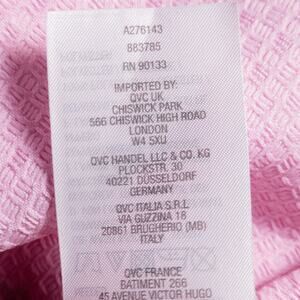 A276143
883785
RN 90133
IMPORTED BY:
QVC UK
CHISWICK PARK
566 CHISWICK HIGH ROAD
LONDON
W4 5XU
QVC HANDEL LLC & CO. KG
PLOCKSTR. 30
40221 DÜSSELDORF
GERMANY
QVC ITALIA S.R.L
VIA GUZZINA 18
20861 BRUGHERIO (MB)
ITALY
QVC FRANCE
BATIMENT 266
45 AVENUE VICTOR HUGO